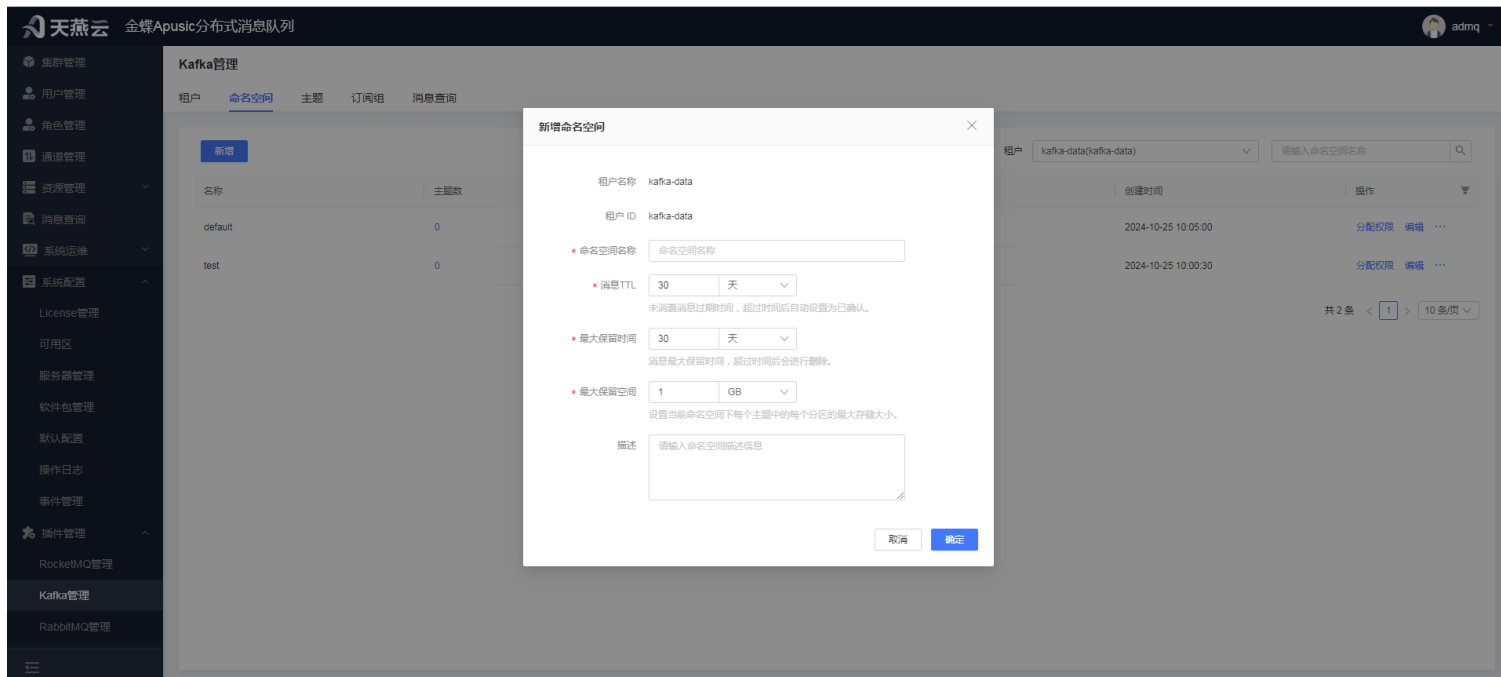 天燕云 金蝶Apusic分布式消息队列 admq
集群管理
用户管理
角色管理
通道管理
资源管理
消息查询
系统运维
系统配置
License管理
可用区
服务器管理
软件包管理
默认配置
操作日志
事件管理
插件管理
RocketMQ管理
Kafka管理
RabbitMQ管理
Kafka管理
租户 命名空间 主题 订阅组 消息查询
新增 租户 kafka-data(kafka-data) 请输入命名空间名称
名称 主题数 创建时间 操作
default 0 2024-10-25 10:05:00 分配权限 编辑 ···
test 0 2024-10-25 10:00:30 分配权限 编辑 ···
共 2 条 < 1 > 10 条/页
新增命名空间
租户名称 kafka-data
租户 ID kafka-data
* 命名空间名称 命名空间名称
* 消息TTL 30 天
未消费消息过期时间，超过时间后自动设置为已确认。
* 最大保留时间 30 天
消息最大保留时间，超过时间后会进行删除。
* 最大保留空间 1 GB
设置当前命名空间下每个主题中的每个分区的最大存储大小。
描述 请输入命名空间描述信息
取消 确定